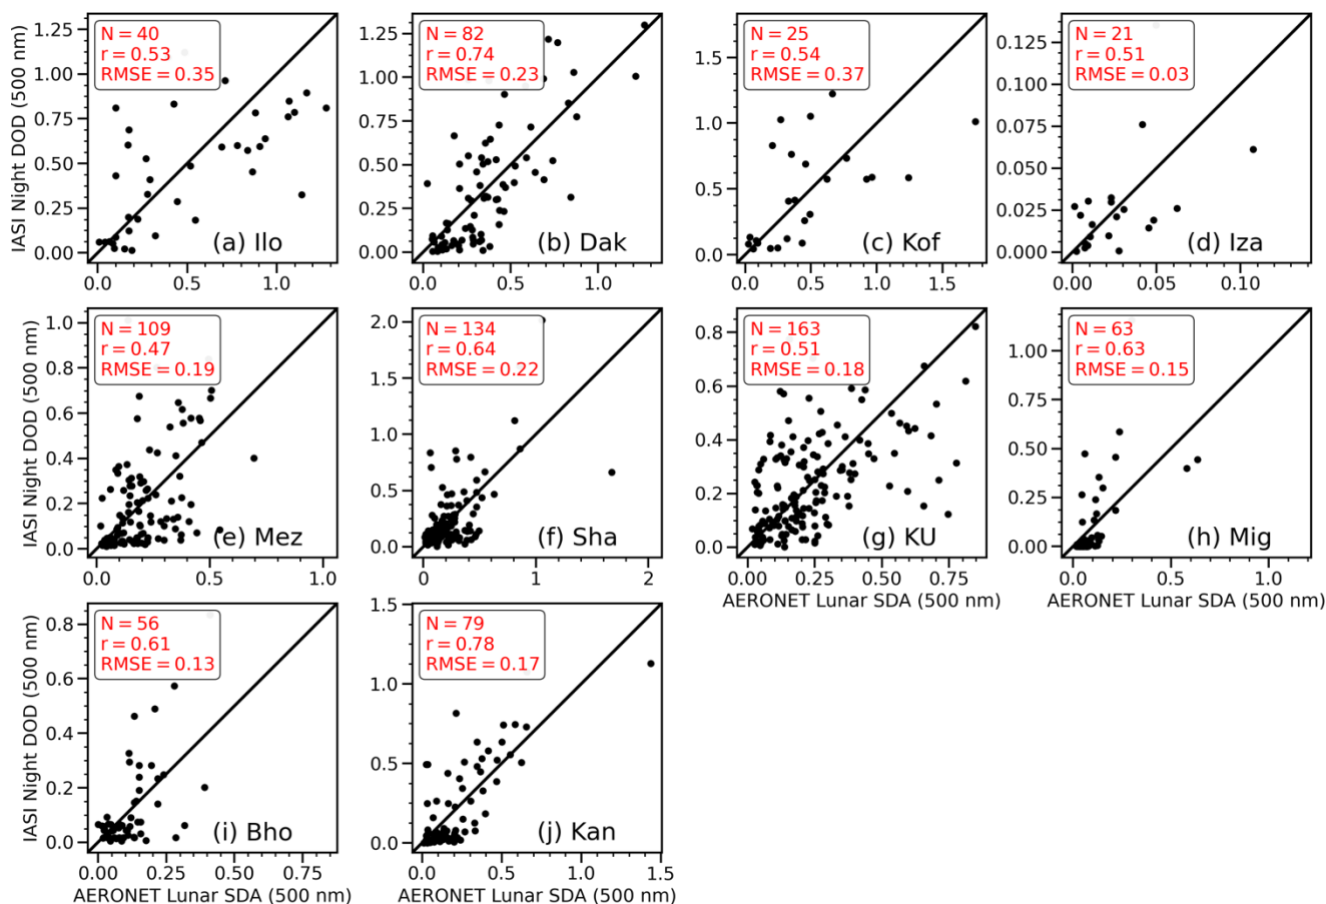 IASI Night DOD (500 nm)
1.25
1.00
0.75
0.50
0.25
0.00
0.0
0.5
1.0
N = 40
r = 0.53
RMSE = 0.35
(a) Ilo
1.25
1.00
0.75
0.50
0.25
0.00
0.0
0.5
1.0
N = 82
r = 0.74
RMSE = 0.23
(b) Dak
1.5
1.0
0.5
0.0
0.0
0.5
1.0
1.5
N = 25
r = 0.54
RMSE = 0.37
(c) Kof
0.125
0.100
0.075
0.050
0.025
0.000
0.00
0.05
0.10
N = 21
r = 0.51
RMSE = 0.03
(d) Iza
IASI Night DOD (500 nm)
1.0
0.8
0.6
0.4
0.2
0.0
0.0
0.5
1.0
N = 109
r = 0.47
RMSE = 0.19
(e) Mez
2.0
1.5
1.0
0.5
0.0
0
1
2
N = 134
r = 0.64
RMSE = 0.22
(f) Sha
0.8
0.6
0.4
0.2
0.0
0.00
0.25
0.50
0.75
N = 163
r = 0.51
RMSE = 0.18
(g) KU
AERONET Lunar SDA (500 nm)
1.00
0.75
0.50
0.25
0.00
0.0
0.5
1.0
N = 63
r = 0.63
RMSE = 0.15
(h) Mig
AERONET Lunar SDA (500 nm)
IASI Night DOD (500 nm)
0.8
0.6
0.4
0.2
0.0
0.00
0.25
0.50
0.75
N = 56
r = 0.61
RMSE = 0.13
(i) Bho
AERONET Lunar SDA (500 nm)
1.5
1.0
0.5
0.0
0.0
0.5
1.0
1.5
N = 79
r = 0.78
RMSE = 0.17
(j) Kan
AERONET Lunar SDA (500 nm)